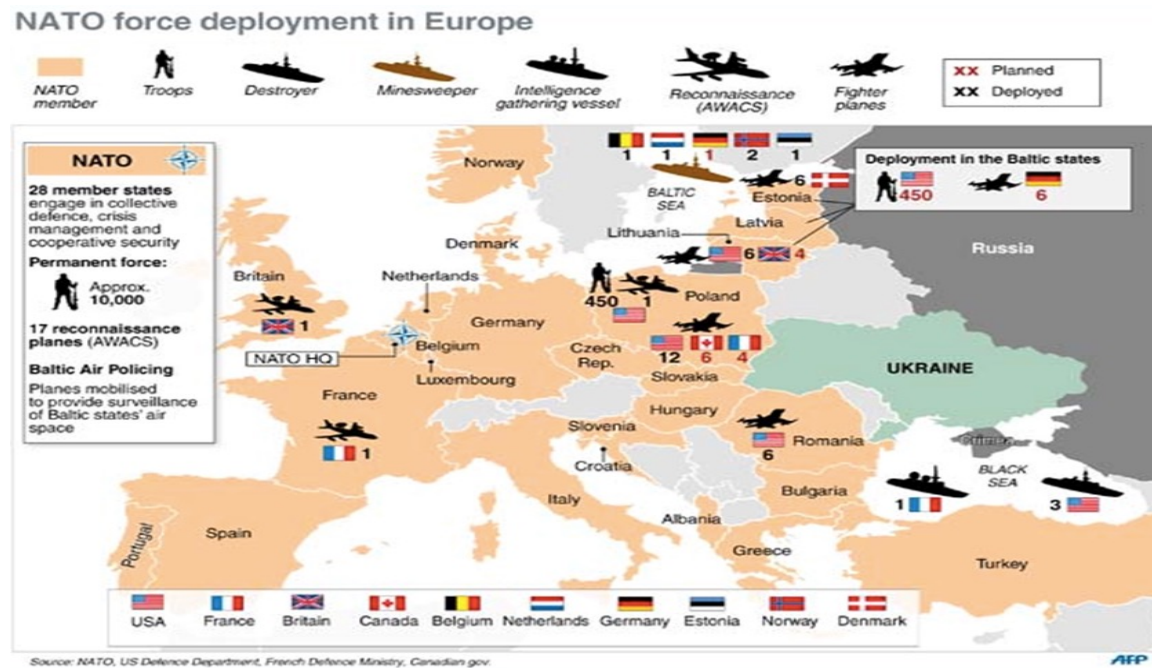 NATO force deployment in Europe
NATO
member
Troops
Destroyer
Minesweeper
Intelligence
gathering vessel
Reconnaissance
(AWACS)
Fighter
planes
XX Planned
XX Deployed
NATO
28 member states
engage in collective
defence, crisis
management and
cooperative security
Permanent force:
Approx.
10,000
17 reconnaissance
planes (AWACS)
Baltic Air Policing
Planes mobilised
to provide surveillance
of Baltic states' air
space
1 1 1 2 1
Norway
BALTIC
SEA
6
Estonia
Deployment in the Baltic states
450 6
Latvia
Lithuania
6 4
Russia
Denmark
Britain
1
Netherlands
450 1
Poland
Germany
NATO HQ
Belgium
Luxembourg
12 6 4
Czech
Rep.
Slovakia
UKRAINE
France
1
Hungary
Slovenia
Croatia
6
Romania
Crimea
BLACK
SEA
1
3
Italy
Bulgaria
Albania
Greece
Turkey
Portugal
Spain
USA France Britain Canada Belgium Netherlands Germany Estonia Norway Denmark
Source: NATO, US Defence Department, French Defence Ministry, Canadian gov.
AFP